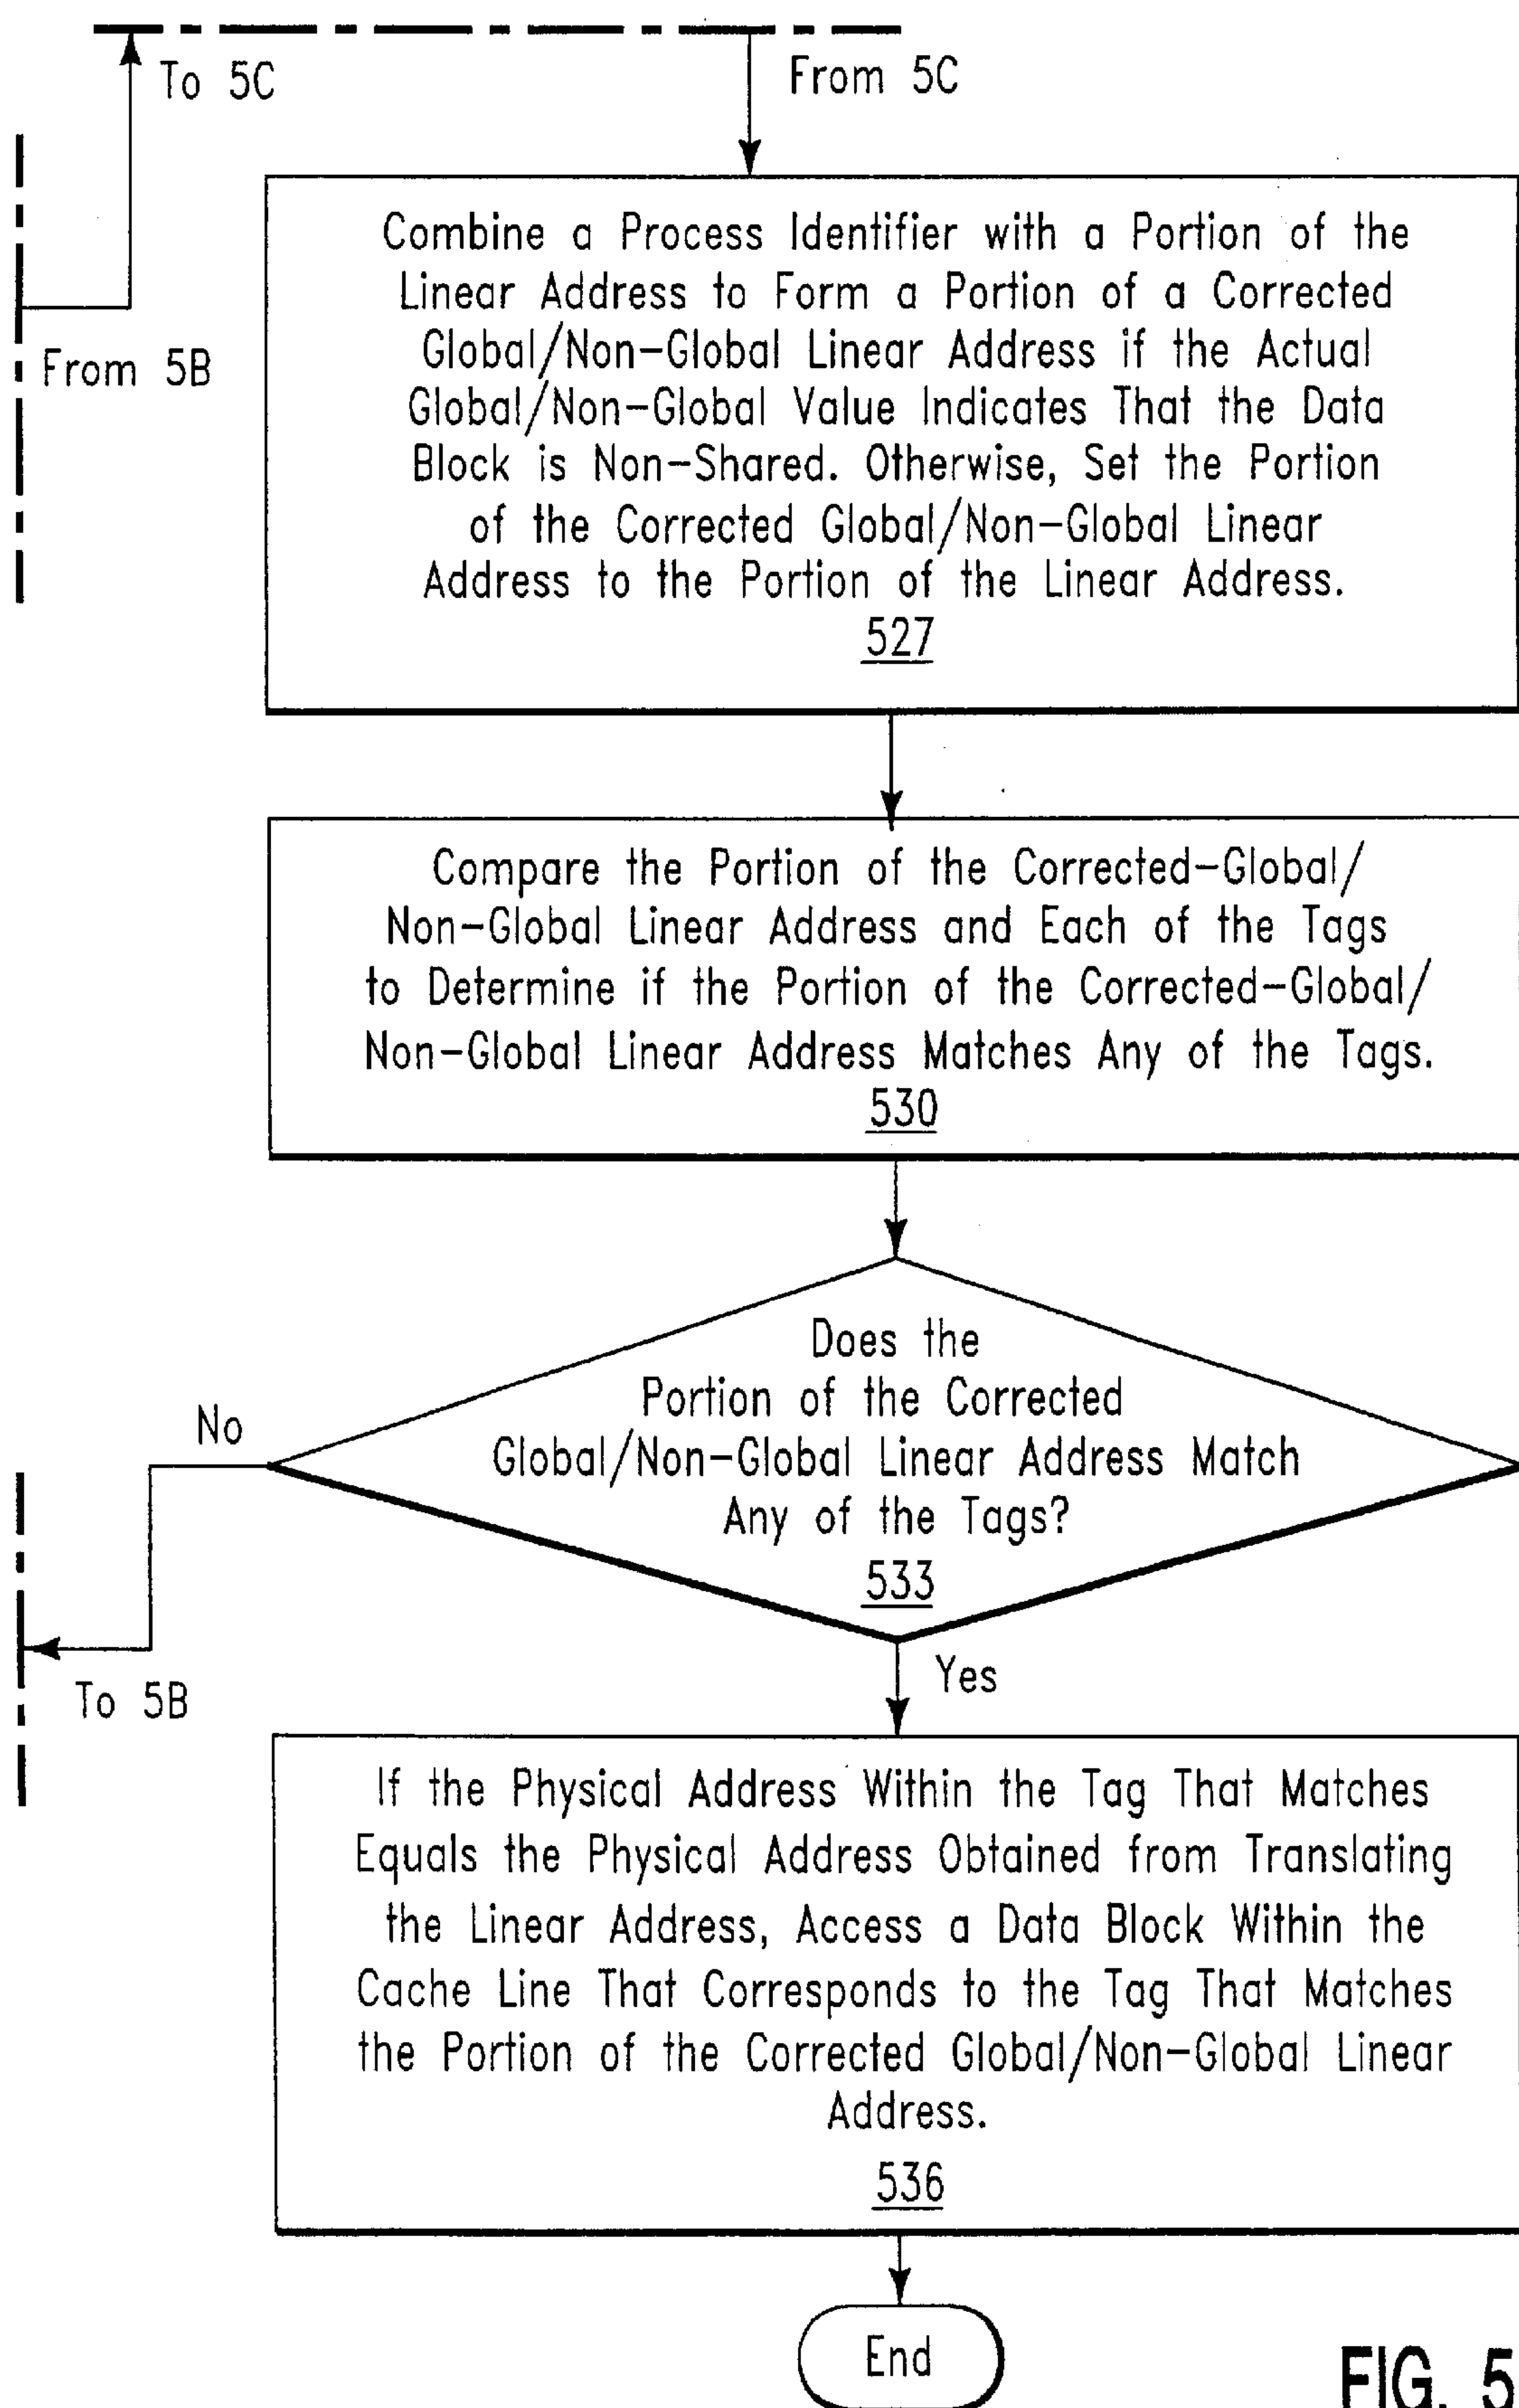 To 5C
From 5C
From 5B
Combine a Process Identifier with a Portion of the
Linear Address to Form a Portion of a Corrected
Global/Non-Global Linear Address if the Actual
Global/Non-Global Value Indicates That the Data
Block is Non-Shared. Otherwise, Set the Portion
of the Corrected Global/Non-Global Linear
Address to the Portion of the Linear Address.
527
Compare the Portion of the Corrected-Global/
Non-Global Linear Address and Each of the Tags
to Determine if the Portion of the Corrected-Global/
Non-Global Linear Address Matches Any of the Tags.
530
Does the
Portion of the Corrected
Global/Non-Global Linear Address Match
Any of the Tags?
533
No
To 5B
Yes
If the Physical Address Within the Tag That Matches
Equals the Physical Address Obtained from Translating
the Linear Address, Access a Data Block Within the
Cache Line That Corresponds to the Tag That Matches
the Portion of the Corrected Global/Non-Global Linear
Address.
536
End
FIG. 5